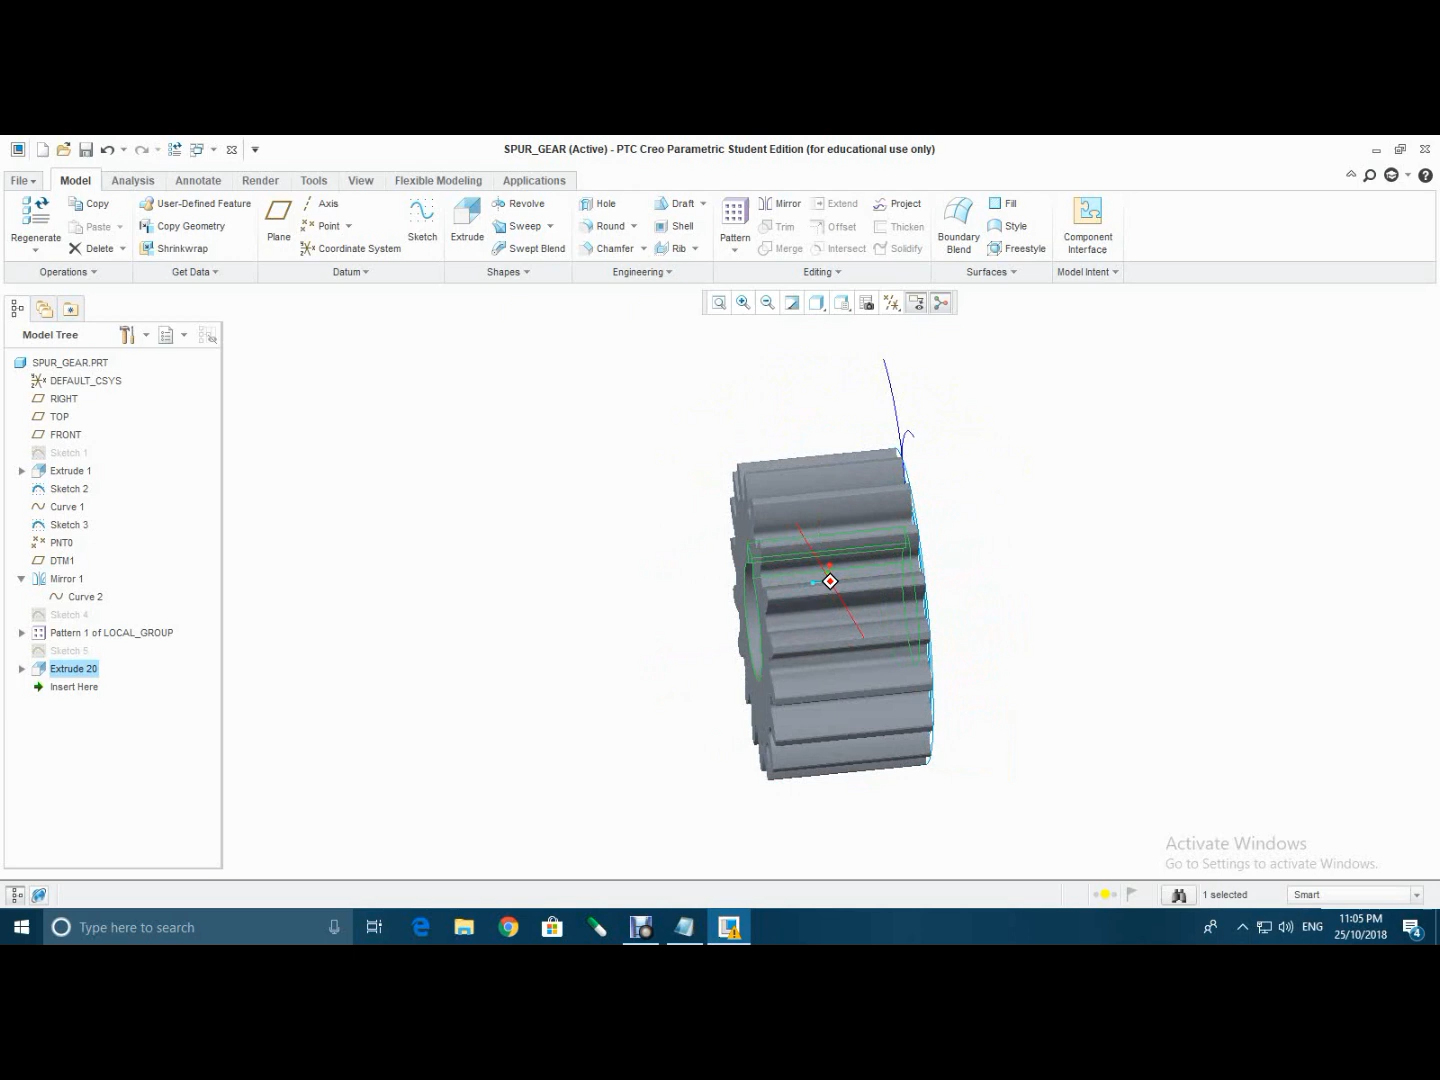 SPUR_GEAR (Active) - PTC Creo Parametric Student Edition (for educational use only)
File Model Analysis Annotate Render Tools View Flexible Modeling Applications
Regenerate Copy Paste Delete
User-Defined Feature Copy Geometry Shrinkwrap
Plane Axis Point Coordinate System Sketch
Extrude Revolve Sweep Swept Blend
Hole Round Chamfer Draft Shell Rib
Pattern Mirror Extend Project Trim Offset Thicken Merge Intersect Solidify
Boundary Blend Fill Style Freestyle
Component Interface
Operations Get Data Datum Shapes Engineering Editing Surfaces Model Intent
Model Tree
SPUR_GEAR.PRT
DEFAULT_CSYS
RIGHT
TOP
FRONT
Sketch 1
Extrude 1
Sketch 2
Curve 1
Sketch 3
PNT0
DTM1
Mirror 1
Curve 2
Sketch 4
Pattern 1 of LOCAL_GROUP
Sketch 5
Extrude 20
Insert Here
Activate Windows
Go to Settings to activate Windows.
1 selected Smart
Type here to search
ENG 11:05 PM
25/10/2018
4